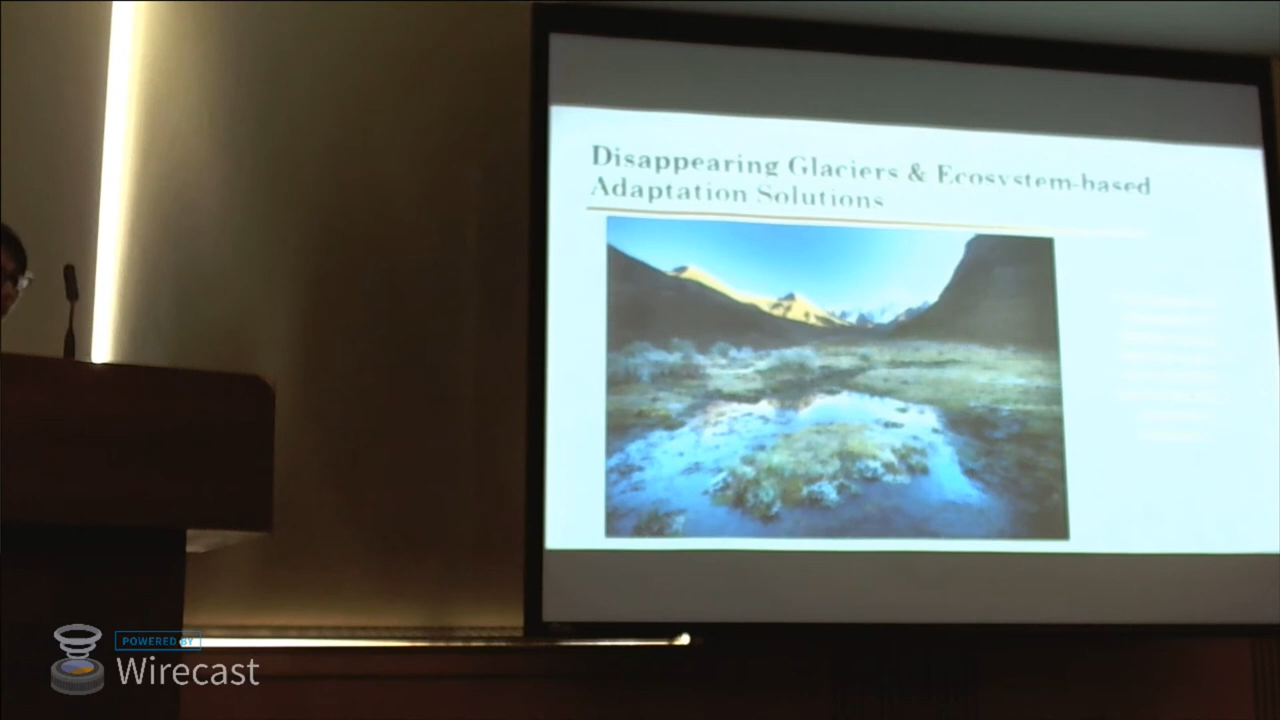 Disappearing Glaciers & Ecosystem-based
Adaptation Solutions
POWERED BY
Wirecast